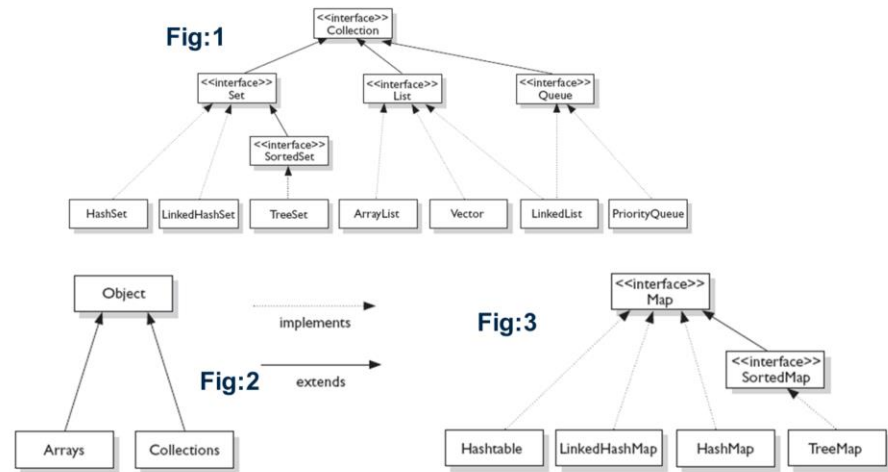 <<interface>>
Collection
Fig:1
<<interface>>
Set
<<interface>>
List
<<interface>>
Queue
<<interface>>
SortedSet
HashSet
LinkedHashSet
TreeSet
ArrayList
Vector
LinkedList
PriorityQueue
Object
implements
Fig:2
extends
Arrays
Collections
Fig:3
<<interface>>
Map
<<interface>>
SortedMap
Hashtable
LinkedHashMap
HashMap
TreeMap